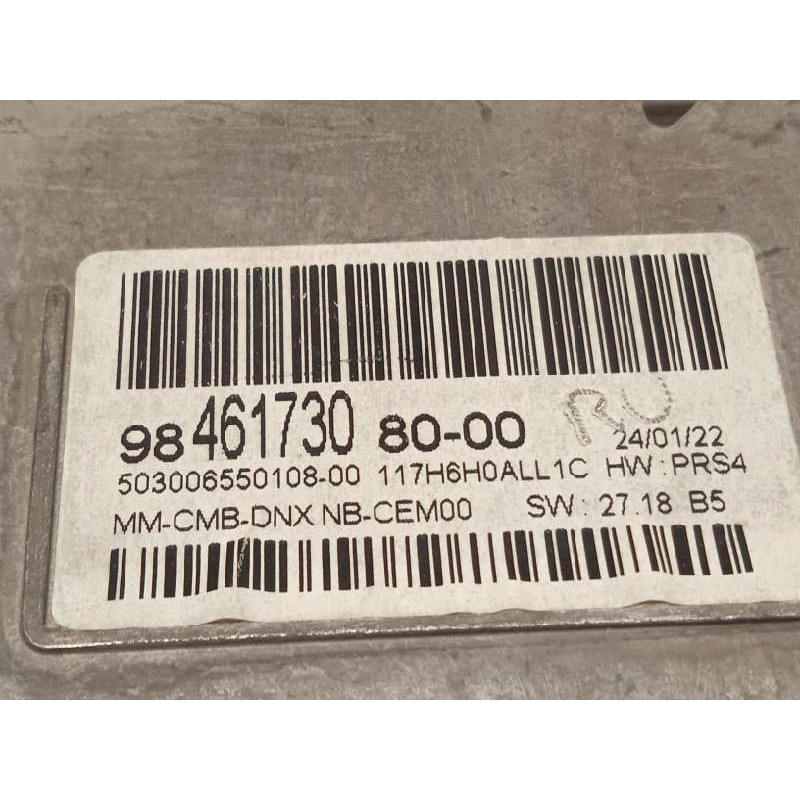 98 461730 80-00
RU
24/01/22
503006550108-00 117H6H0ALL1C HW:PRS4
MM-CMB-DNX NB-CEM00 SW: 27.18 B5